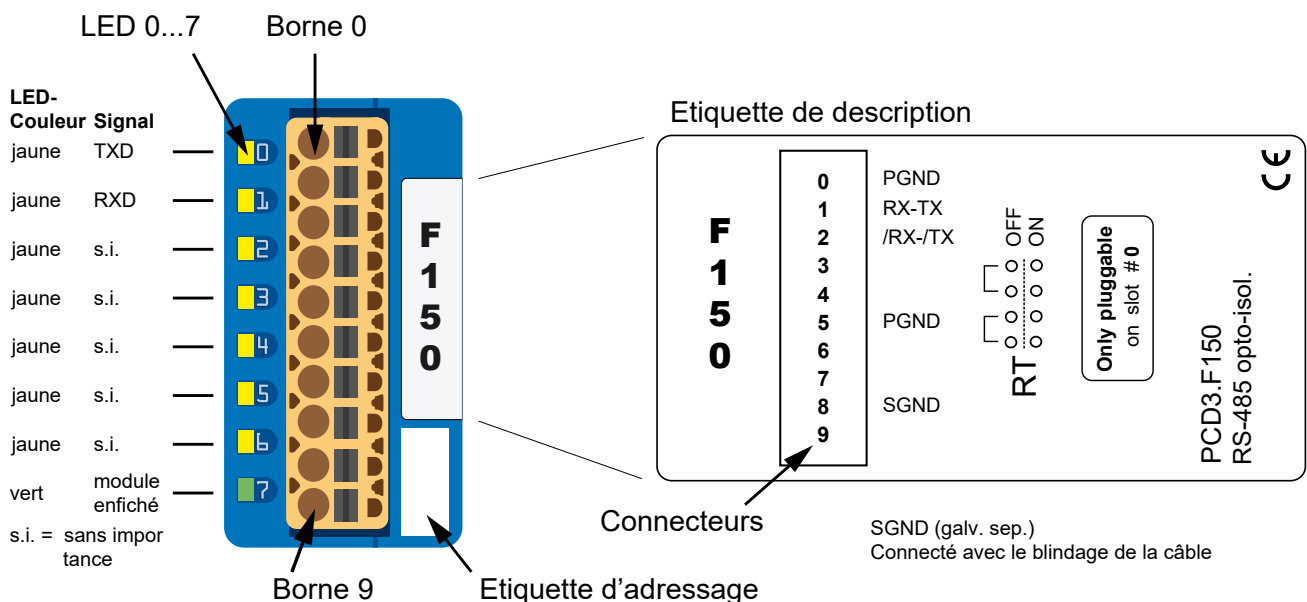 LED 0...7
Borne 0
LED-
Couleur Signal
jaune TXD
jaune RXD
jaune s.i.
jaune s.i.
jaune s.i.
jaune s.i.
jaune s.i.
vert module
enfiché
s.i. = sans impor
tance
0
1
2
3
4
5
6
7
F
1
5
0
Borne 9
Etiquette d'adressage
Etiquette de description
F
1
5
0
0 PGND
1 RX-TX
2 /RX-/TX
3
4
5 PGND
6
7
8 SGND
9
Connecteurs
RT
OFF
ON
Only pluggable
on slot # 0
PCD3.F150
RS-485 opto-isol.
CE
SGND (galv. sep.)
Connecté avec le blindage de la câble